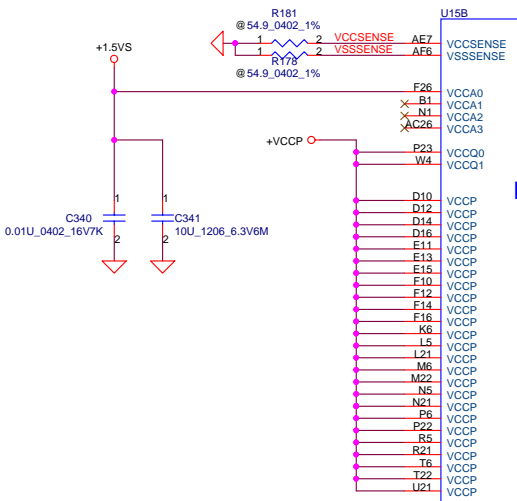 U15B
R181
@54.9_0402_1%
1 2 VCCSENSE AE7 VCCSENSE
1 2 VSSSENSE AF6 VSSSENSE
R178
@54.9_0402_1%
+1.5VS
F26 VCCA0
B1 VCCA1
N1 VCCA2
AC26 VCCA3
+VCCP
P23 VCCQ0
W4 VCCQ1
D10 VCCP
D12 VCCP
D14 VCCP
D16 VCCP
E11 VCCP
E13 VCCP
E15 VCCP
F10 VCCP
F12 VCCP
F14 VCCP
F16 VCCP
K6 VCCP
L5 VCCP
L21 VCCP
M6 VCCP
M22 VCCP
N5 VCCP
N21 VCCP
P6 VCCP
P22 VCCP
R5 VCCP
R21 VCCP
T6 VCCP
T22 VCCP
U21 VCCP
1 1
C340 C341
0.01U_0402_16V7K 10U_1206_6.3V6M
2 2